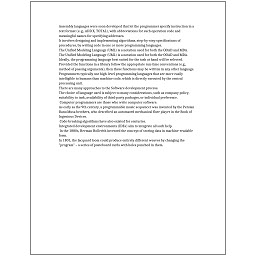 Assembly languages were soon developed that let the programmer specify instruction in a
text format (e.g., ADD X, TOTAL), with abbreviations for each operation code and
meaningful names for specifying addresses.
It involves designing and implementing algorithms, step-by-step specifications of
procedures, by writing code in one or more programming languages.
The Unified Modeling Language (UML) is a notation used for both the OOAD and MDA.
The Unified Modeling Language (UML) is a notation used for both the OOAD and MDA.
Ideally, the programming language best suited for the task at hand will be selected.
Provided the functions in a library follow the appropriate run-time conventions (e.g.,
method of passing arguments), then these functions may be written in any other language.
Programmers typically use high-level programming languages that are more easily
intelligible to humans than machine code, which is directly executed by the central
processing unit.
There are many approaches to the Software development process.
The choice of language used is subject to many considerations, such as company policy,
suitability to task, availability of third-party packages, or individual preference.
Computer programmers are those who write computer software.
As early as the 9th century, a programmable music sequencer was invented by the Persian
Banu Musa brothers, who described an automated mechanical flute player in the Book of
Ingenious Devices.
Code-breaking algorithms have also existed for centuries.
Integrated development environments (IDEs) aim to integrate all such help.
In the 1880s, Herman Hollerith invented the concept of storing data in machine-readable
form.
In 1801, the Jacquard loom could produce entirely different weaves by changing the
"program" - a series of pasteboard cards with holes punched in them.